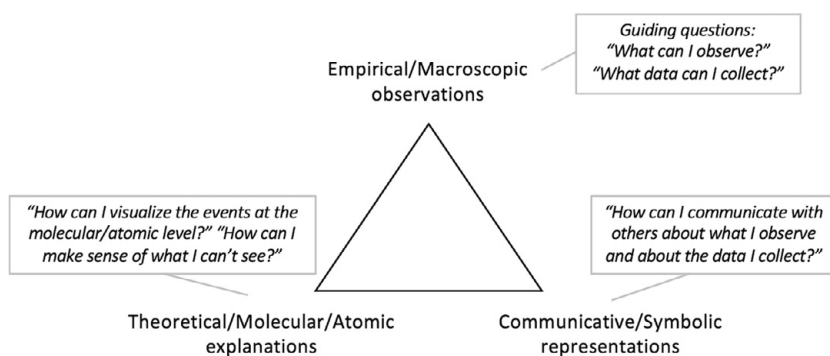 Guiding questions:
“What can I observe?”
“What data can I collect?”
Empirical/Macroscopic
observations
“How can I visualize the events at the
molecular/atomic level?” “How can I
make sense of what I can’t see?”
“How can I communicate with
others about what I observe
and about the data I collect?”
Theoretical/Molecular/Atomic
explanations
Communicative/Symbolic
representations